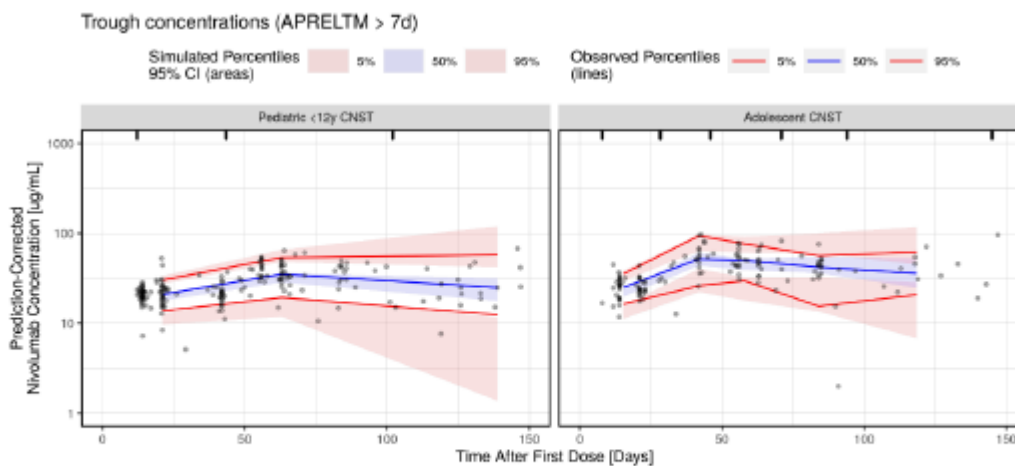 Trough concentrations (APRELTM > 7d)
Simulated Percentiles
95% CI (areas)
5%
50%
95%
Observed Percentiles
(lines)
5%
50%
95%
Pediatric <12y CNST
Adolescent CNST
Prediction-Corrected
Nivolumab Concentration [ug/mL]
1000
100
10
1
0
50
100
150
0
50
100
150
Time After First Dose [Days]